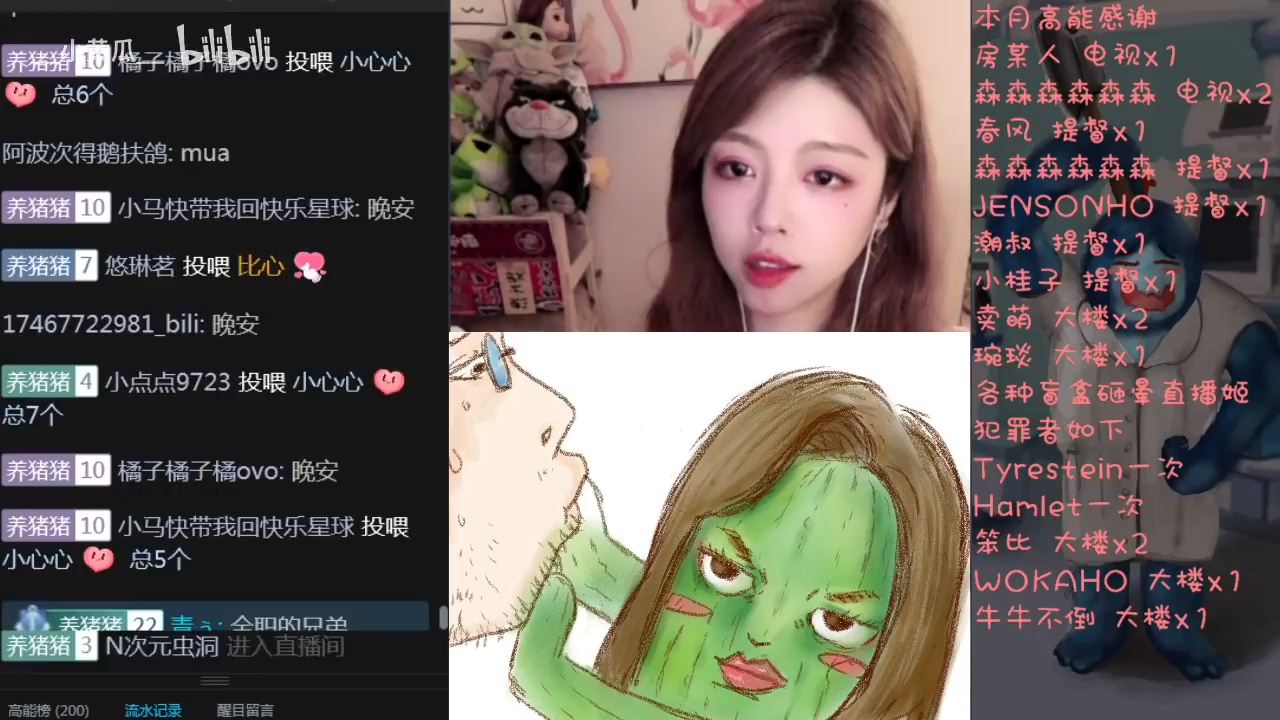 小黄瓜 bilibili
养猪猪 10 橘子橘子橘ovo 投喂 小心心
总6个
阿波次得鹅扶鸽: mua
养猪猪 10 小马快带我回快乐星球: 晚安
养猪猪 7 悠琳茗 投喂 比心
17467722981_bili: 晚安
养猪猪 4 小点点9723 投喂 小心心
总7个
养猪猪 10 橘子橘子橘ovo: 晚安
养猪猪 10 小马快带我回快乐星球 投喂
小心心 总5个
养猪猪 22
养猪猪 3 N次元虫洞 进入直播间
高能榜 (200) 流水记录 醒目留言
本月高能感谢
房某人 电视x1
森森森森森森 电视x2
春风 提督x1
森森森森森森 提督x1
JENSONHO 提督x1
潮叔 提督x1
小桂子 提督x1
卖萌 大楼x2
琬琰 大楼x1
各种盲盒砸晕直播姬
犯罪者如下
Tyrestein一次
Hamlet一次
笨比 大楼x2
WOKAHO 大楼x1
牛牛不倒 大楼x1